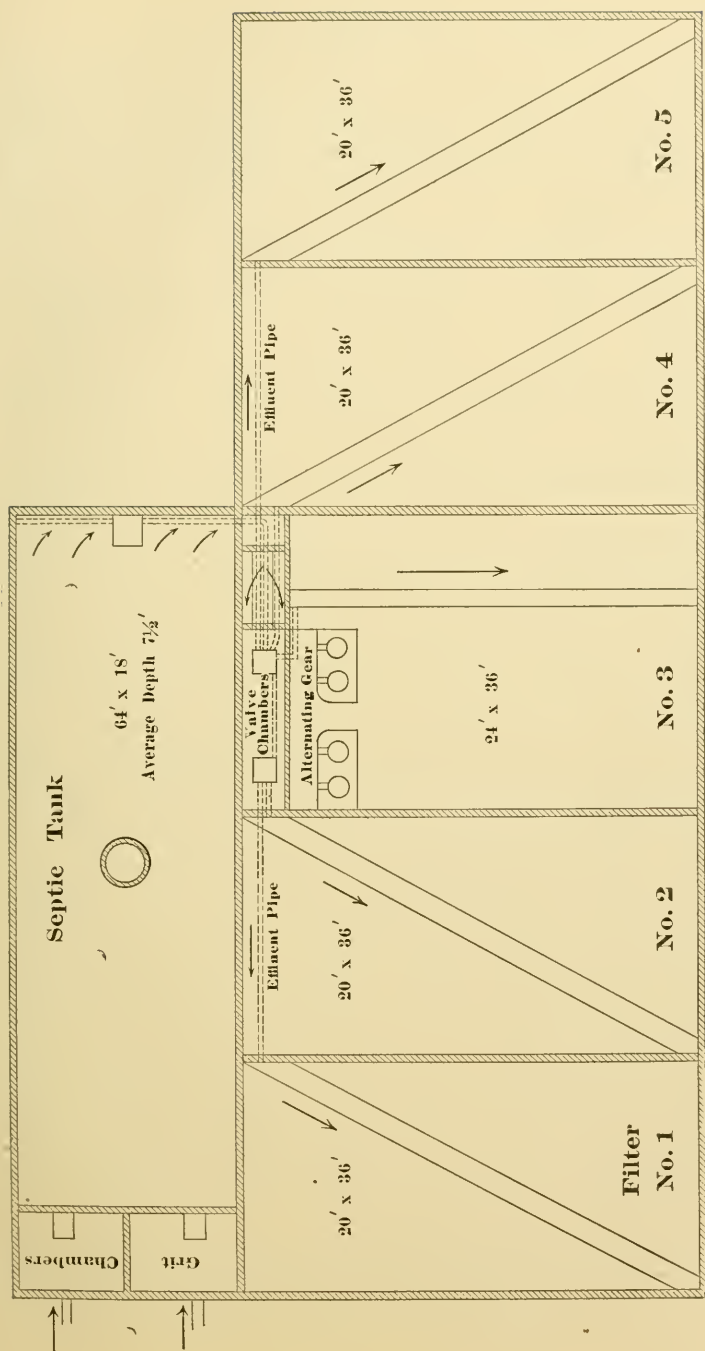 Septic Tank
64' x 18'
Average Depth 7½'
Grit
Chambers
Valve
Chambers
Alternating Gear
Effluent Pipe
Effluent Pipe
20' x 36'
Filter
No. 1
20' x 36'
No. 2
24' x 36'
No. 3
20' x 36'
No. 4
20' x 36'
No. 5